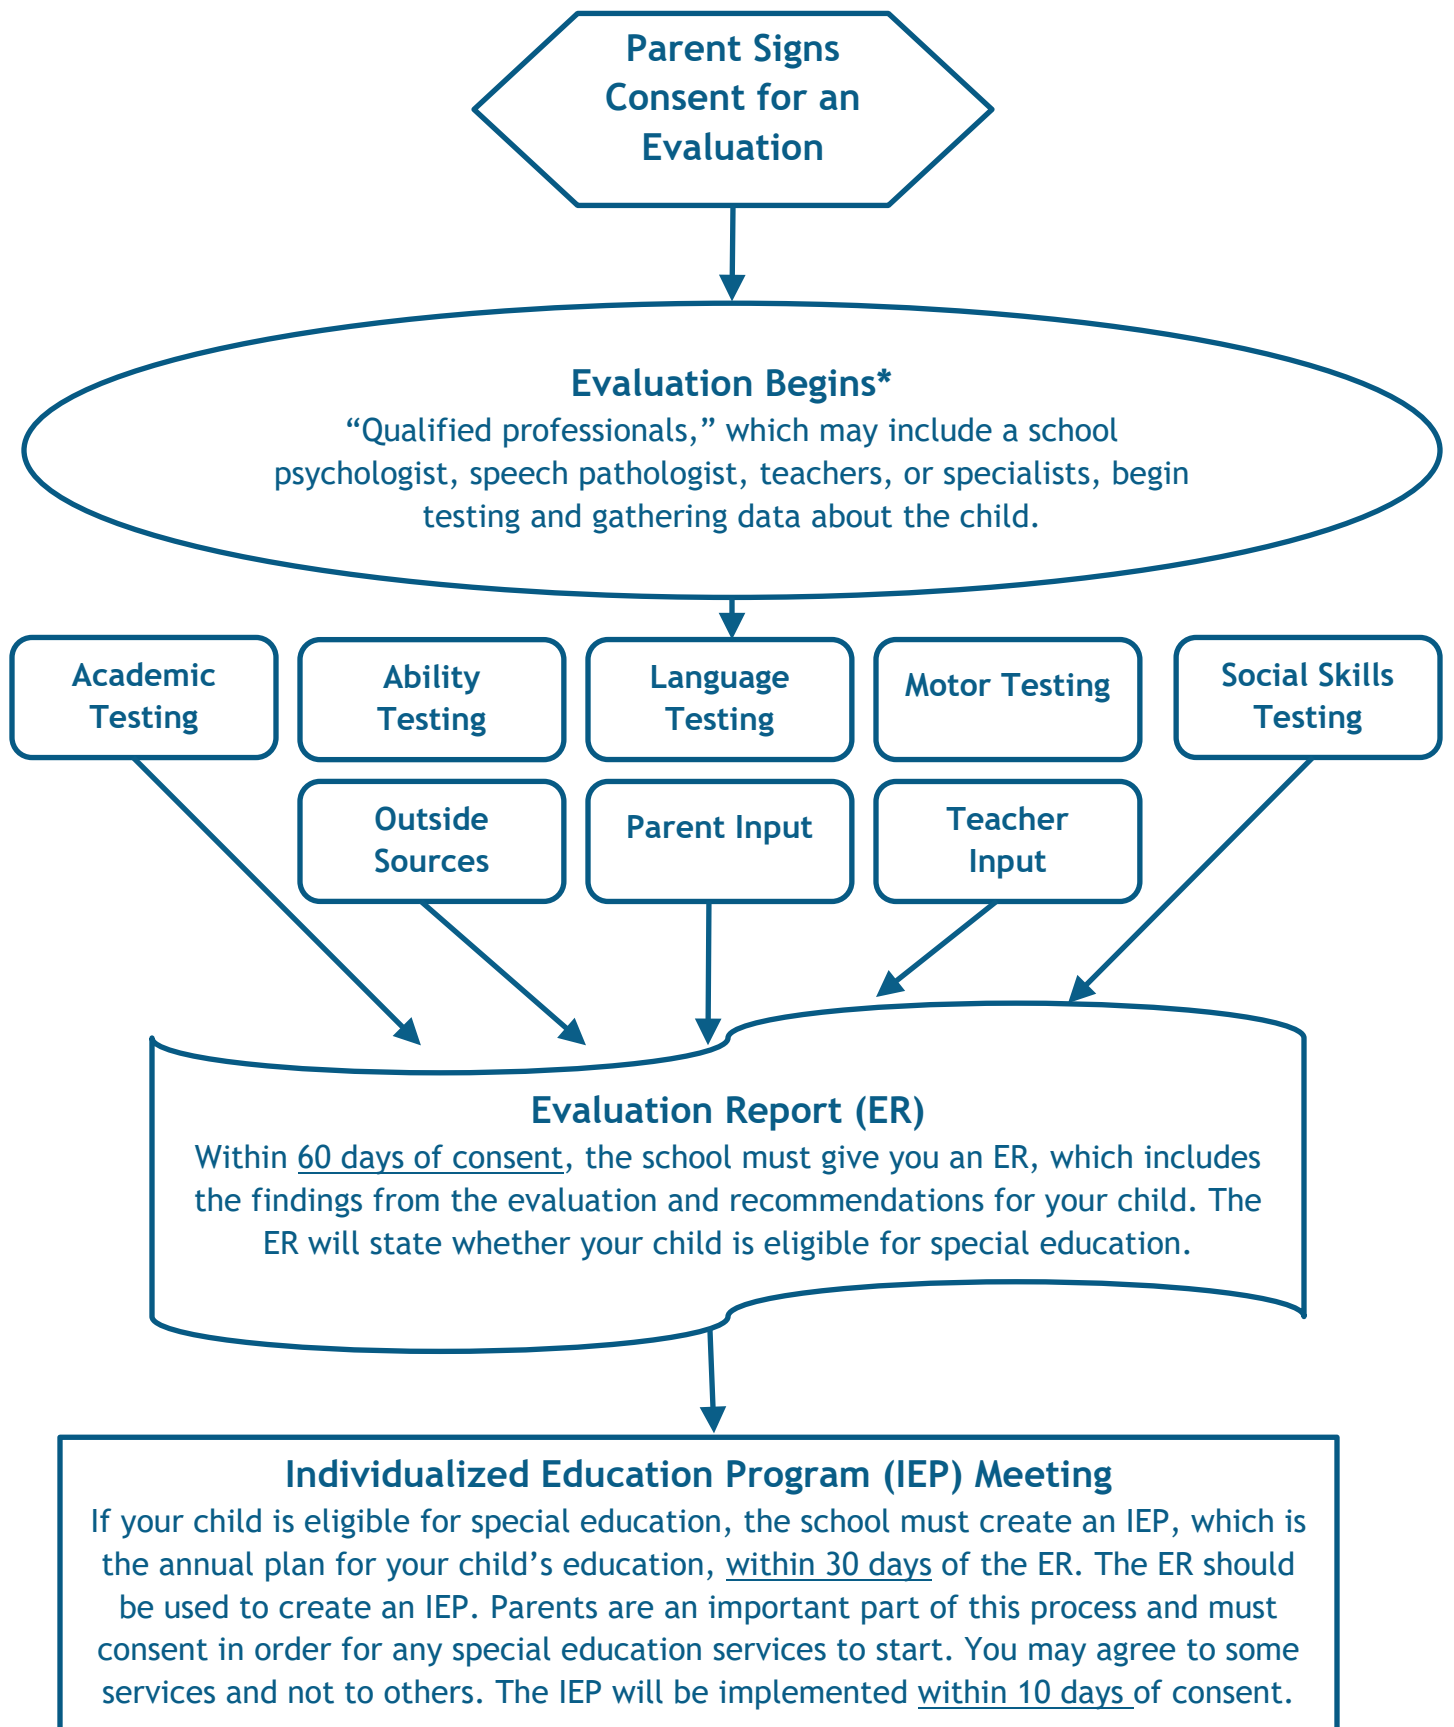 Parent Signs
Consent for an
Evaluation
Evaluation Begins*
“Qualified professionals,” which may include a school
psychologist, speech pathologist, teachers, or specialists, begin
testing and gathering data about the child.
Academic
Testing
Ability
Testing
Language
Testing
Motor Testing
Social Skills
Testing
Outside
Sources
Parent Input
Teacher
Input
Evaluation Report (ER)
Within 60 days of consent, the school must give you an ER, which includes
the findings from the evaluation and recommendations for your child. The
ER will state whether your child is eligible for special education.
Individualized Education Program (IEP) Meeting
If your child is eligible for special education, the school must create an IEP, which is
the annual plan for your child’s education, within 30 days of the ER. The ER should
be used to create an IEP. Parents are an important part of this process and must
consent in order for any special education services to start. You may agree to some
services and not to others. The IEP will be implemented within 10 days of consent.